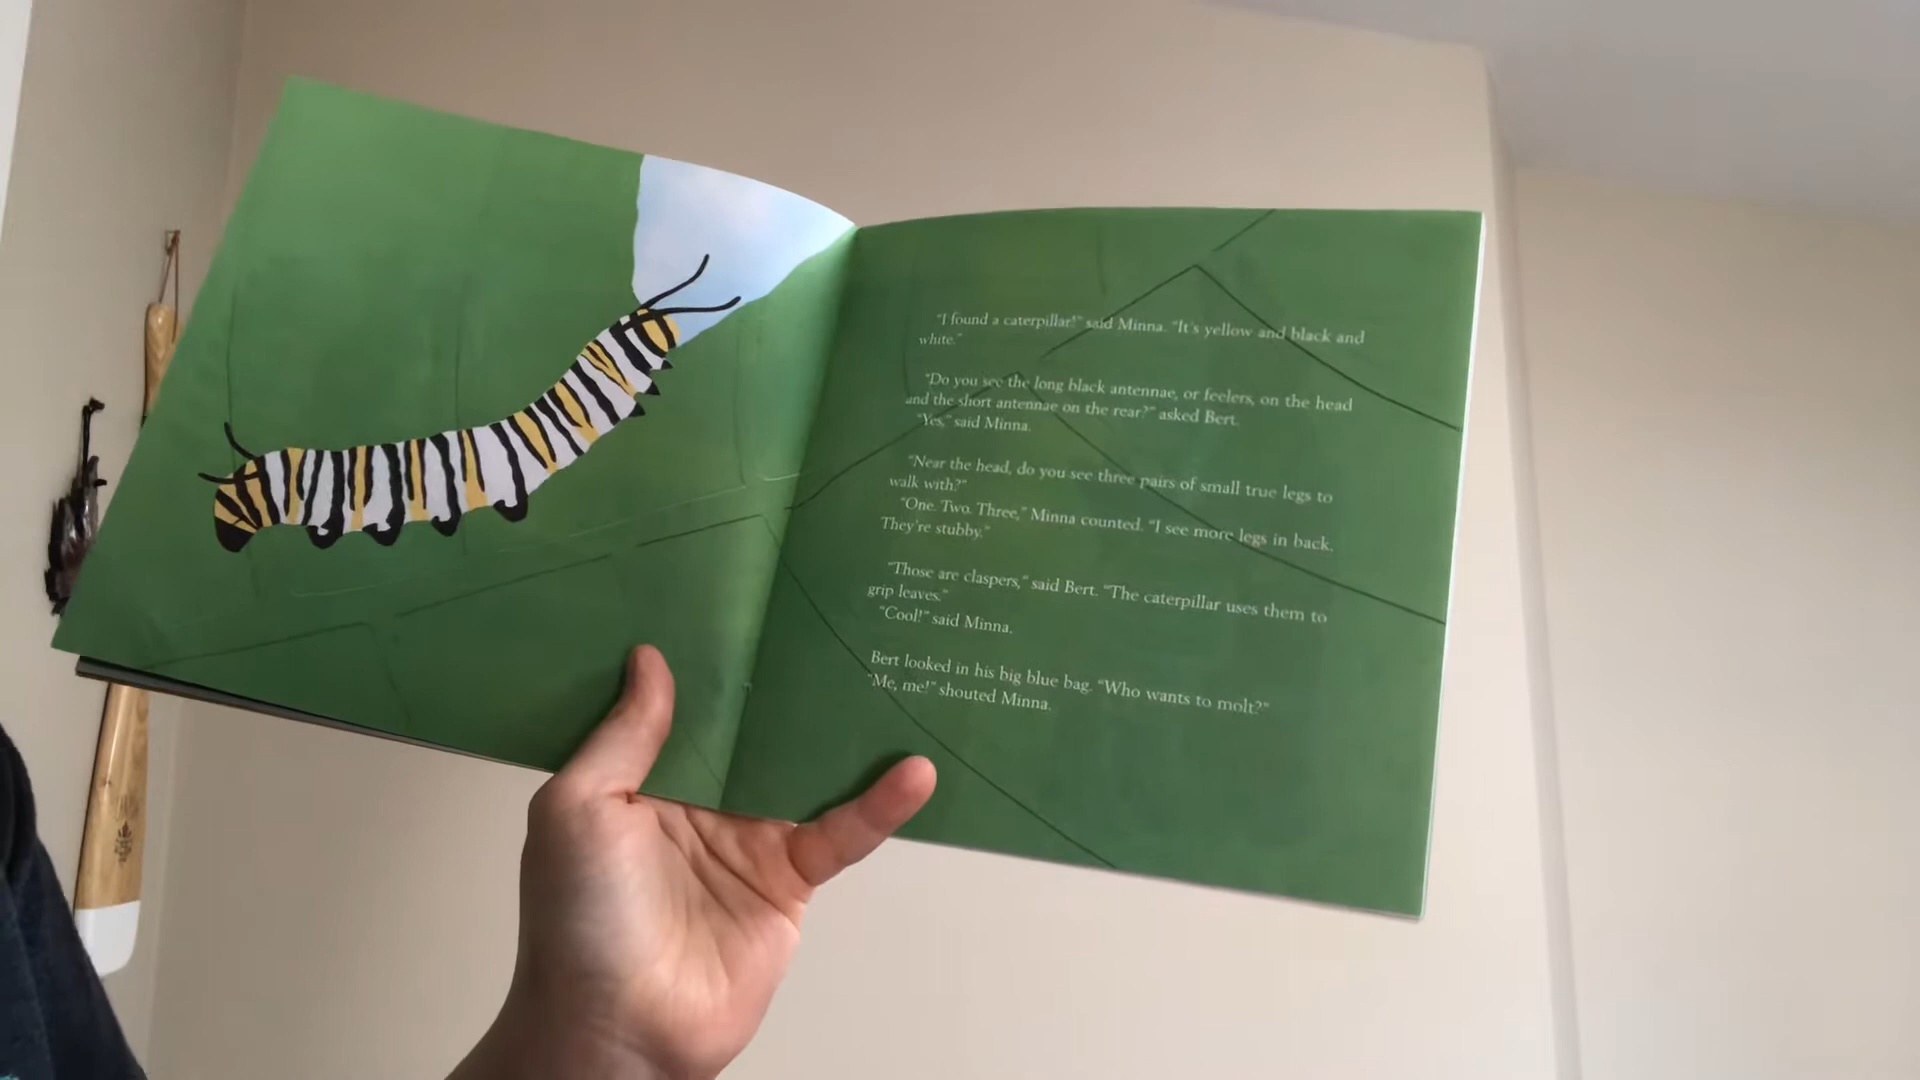 "I found a caterpillar!" said Minna. "It's yellow and black and
white."
"Do you see the long black antennae, or feelers, on the head
and the short antennae on the rear?" asked Bert.
"Yes," said Minna.
"Near the head, do you see three pairs of small true legs to
walk with?"
"One. Two. Three," Minna counted. "I see more legs in back.
They're stubby."
"Those are claspers," said Bert. "The caterpillar uses them to
grip leaves."
"Cool!" said Minna.
Bert looked in his big blue bag. "Who wants to molt?"
"Me, me!" shouted Minna.